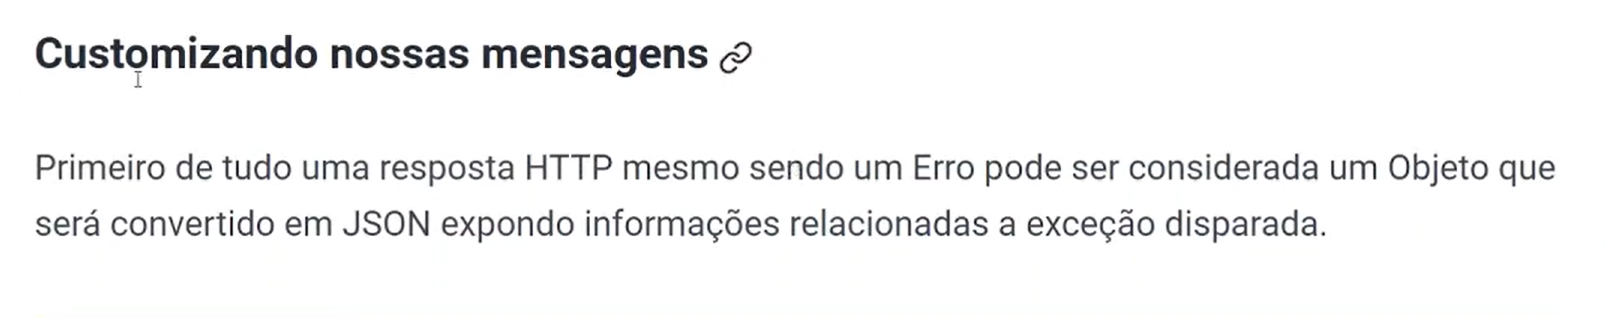 Customizando nossas mensagens
Primeiro de tudo uma resposta HTTP mesmo sendo um Erro pode ser considerada um Objeto que
será convertido em JSON expondo informações relacionadas a exceção disparada.